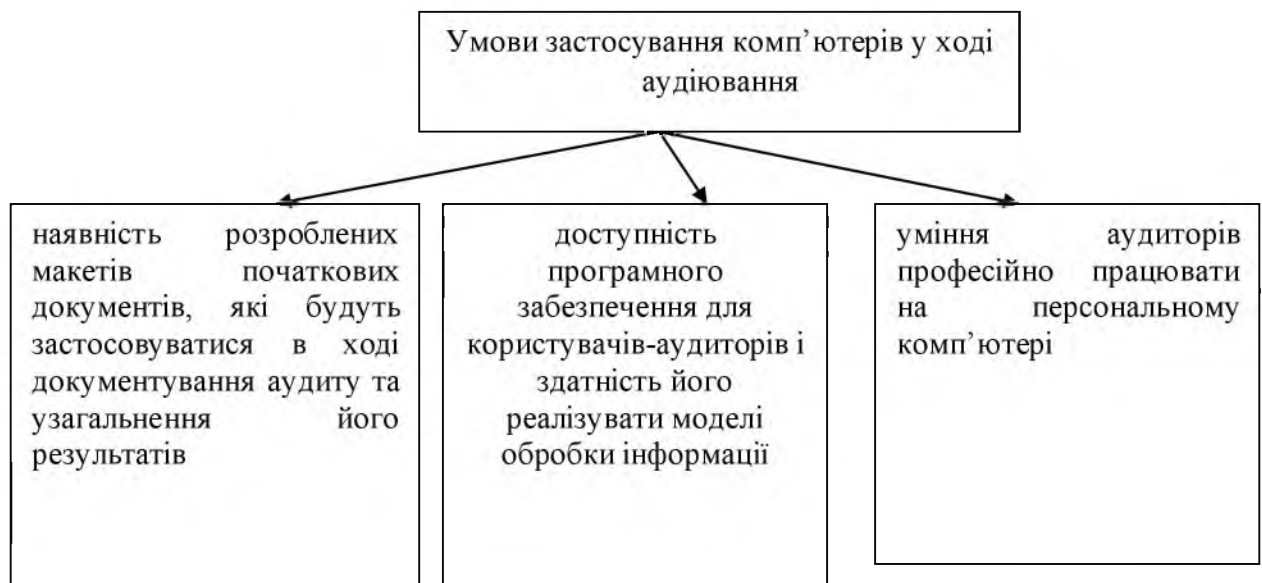 Умови застосування комп’ютерів у ході
аудіювання
наявність розроблених
макетів початкових
документів, які будуть
застосовуватися в ході
документування аудиту та
узагальнення його
результатів
доступність
програмного
забезпечення для
користувачів-аудиторів і
здатність його
реалізувати моделі
обробки інформації
уміння аудиторів
професійно працювати
на персональному
комп’ютері